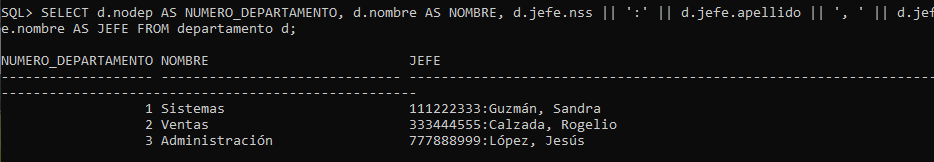 SQL> SELECT d.nodep AS NUMERO_DEPARTAMENTO, d.nombre AS NOMBRE, d.jefe.nss || ':' || d.jefe.apellido || ', ' || d.jef
e.nombre AS JEFE FROM departamento d;
NUMERO_DEPARTAMENTO NOMBRE                         JEFE
------------------- ------------------------------ ------------------------------------------------------------------
----------------------------------------------------
                  1 Sistemas                       111222333:Guzmán, Sandra
                  2 Ventas                         333444555:Calzada, Rogelio
                  3 Administración                 777888999:López, Jesús